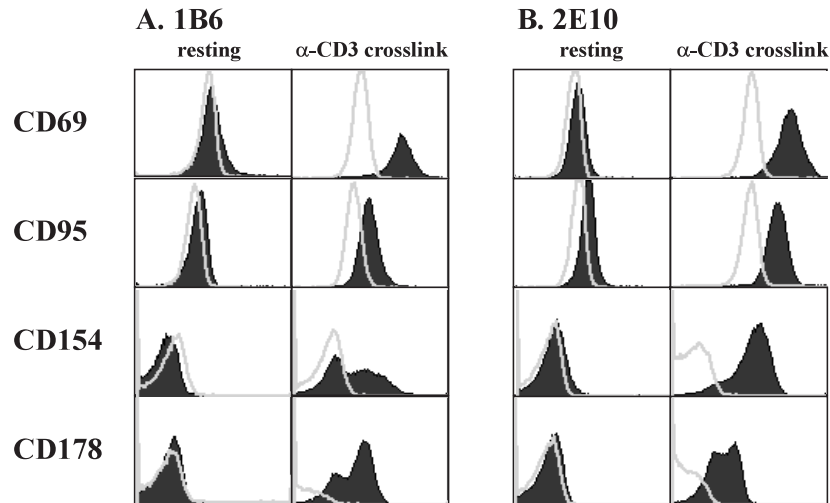 A. 1B6 B. 2E10
resting α-CD3 crosslink resting α-CD3 crosslink
CD69
CD95
CD154
CD178